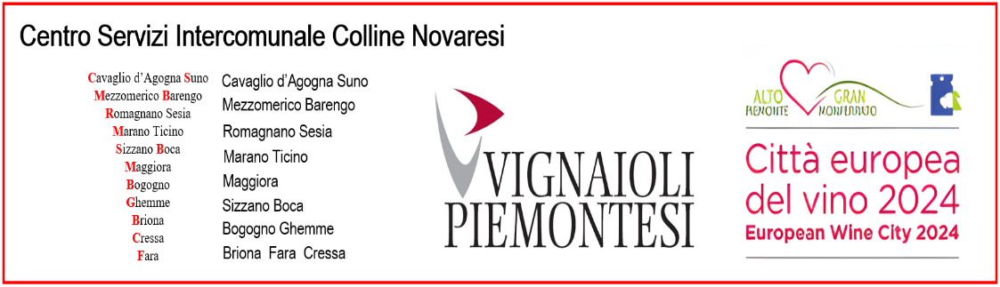 Centro Servizi Intercomunale Colline Novaresi
Cavaglio d’Agogna Suno
Mezzomerico Barengo
Romagnano Sesia
Marano Ticino
Sizzano Boca
Maggiora
Bogogno
Ghemme
Briona
Cressa
Fara
Cavaglio d’Agogna Suno
Mezzomerico Barengo
Romagnano Sesia
Marano Ticino
Maggiora
Sizzano Boca
Bogogno Ghemme
Briona Fara Cressa
VIGNAIOLI
PIEMONTESI
ALTO GRAN
PIEMONTE MONFERRATO
Città europea
del vino 2024
European Wine City 2024